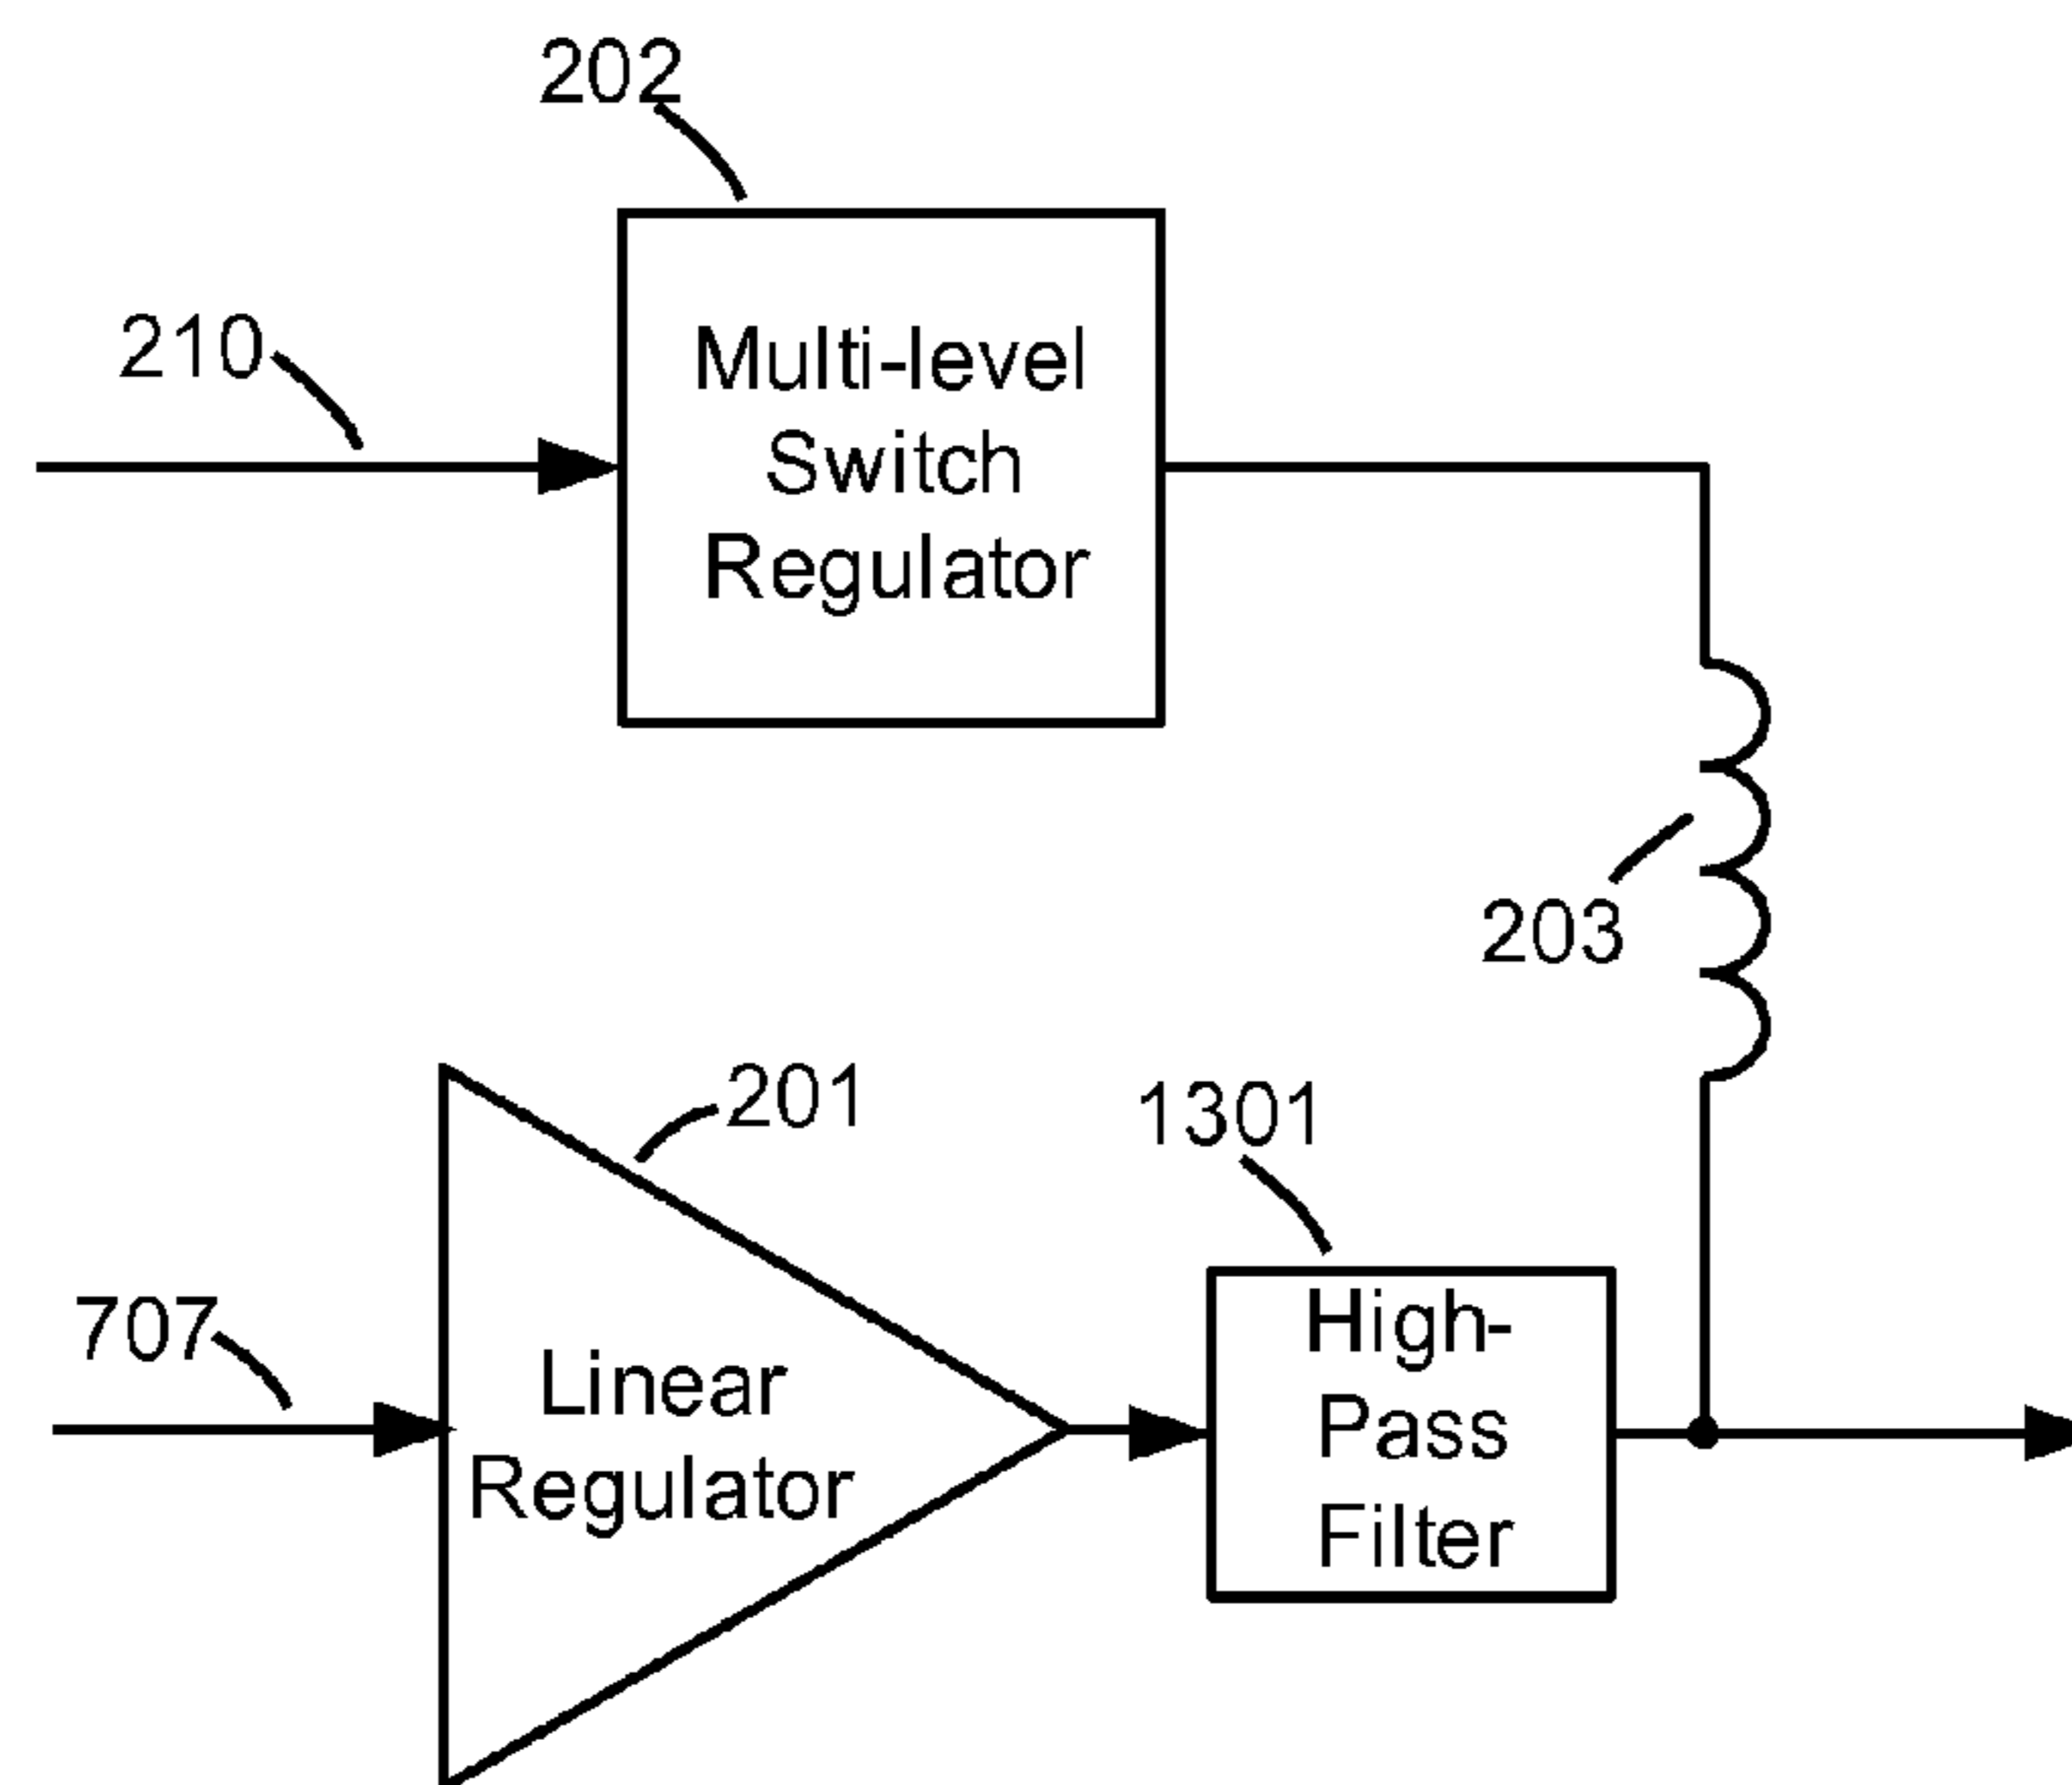 202
210
Multi-level
Switch
Regulator
203
201
1301
707
Linear
Regulator
High-
Pass
Filter